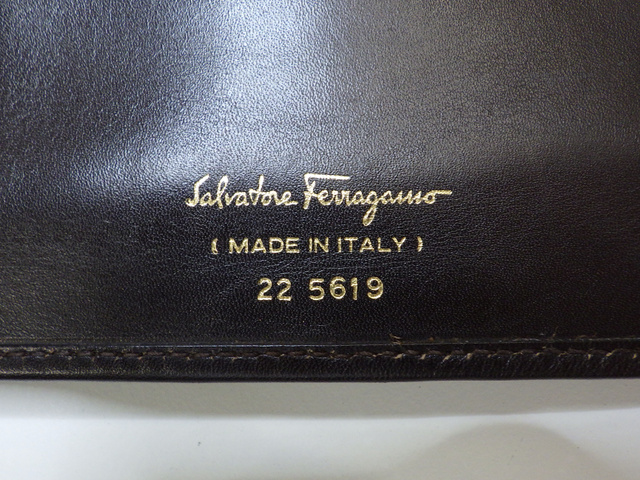 Salvatore Ferragamo
( MADE IN ITALY )
22 5619